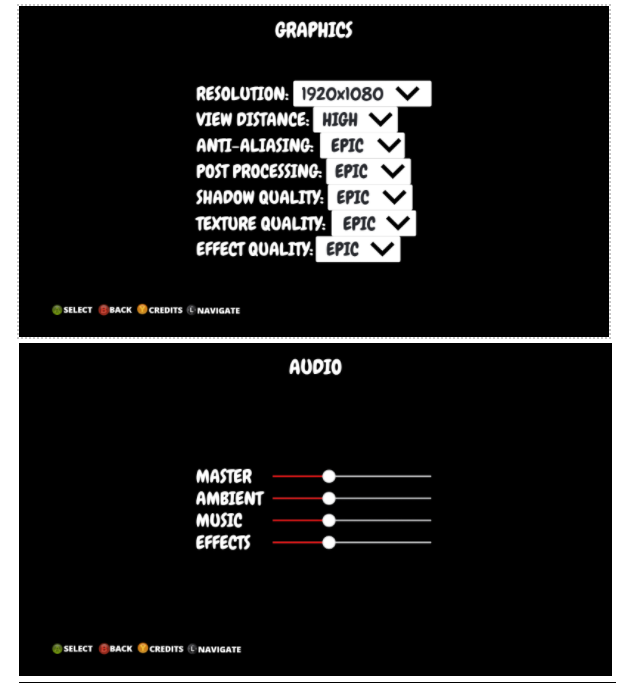 GRAPHICS
RESOLUTION: 1920x1080
VIEW DISTANCE: HIGH
ANTI-ALIASING: EPIC
POST PROCESSING: EPIC
SHADOW QUALITY: EPIC
TEXTURE QUALITY: EPIC
EFFECT QUALITY: EPIC
SELECT BACK CREDITS L NAVIGATE
AUDIO
MASTER
AMBIENT
MUSIC
EFFECTS
SELECT BACK CREDITS L NAVIGATE